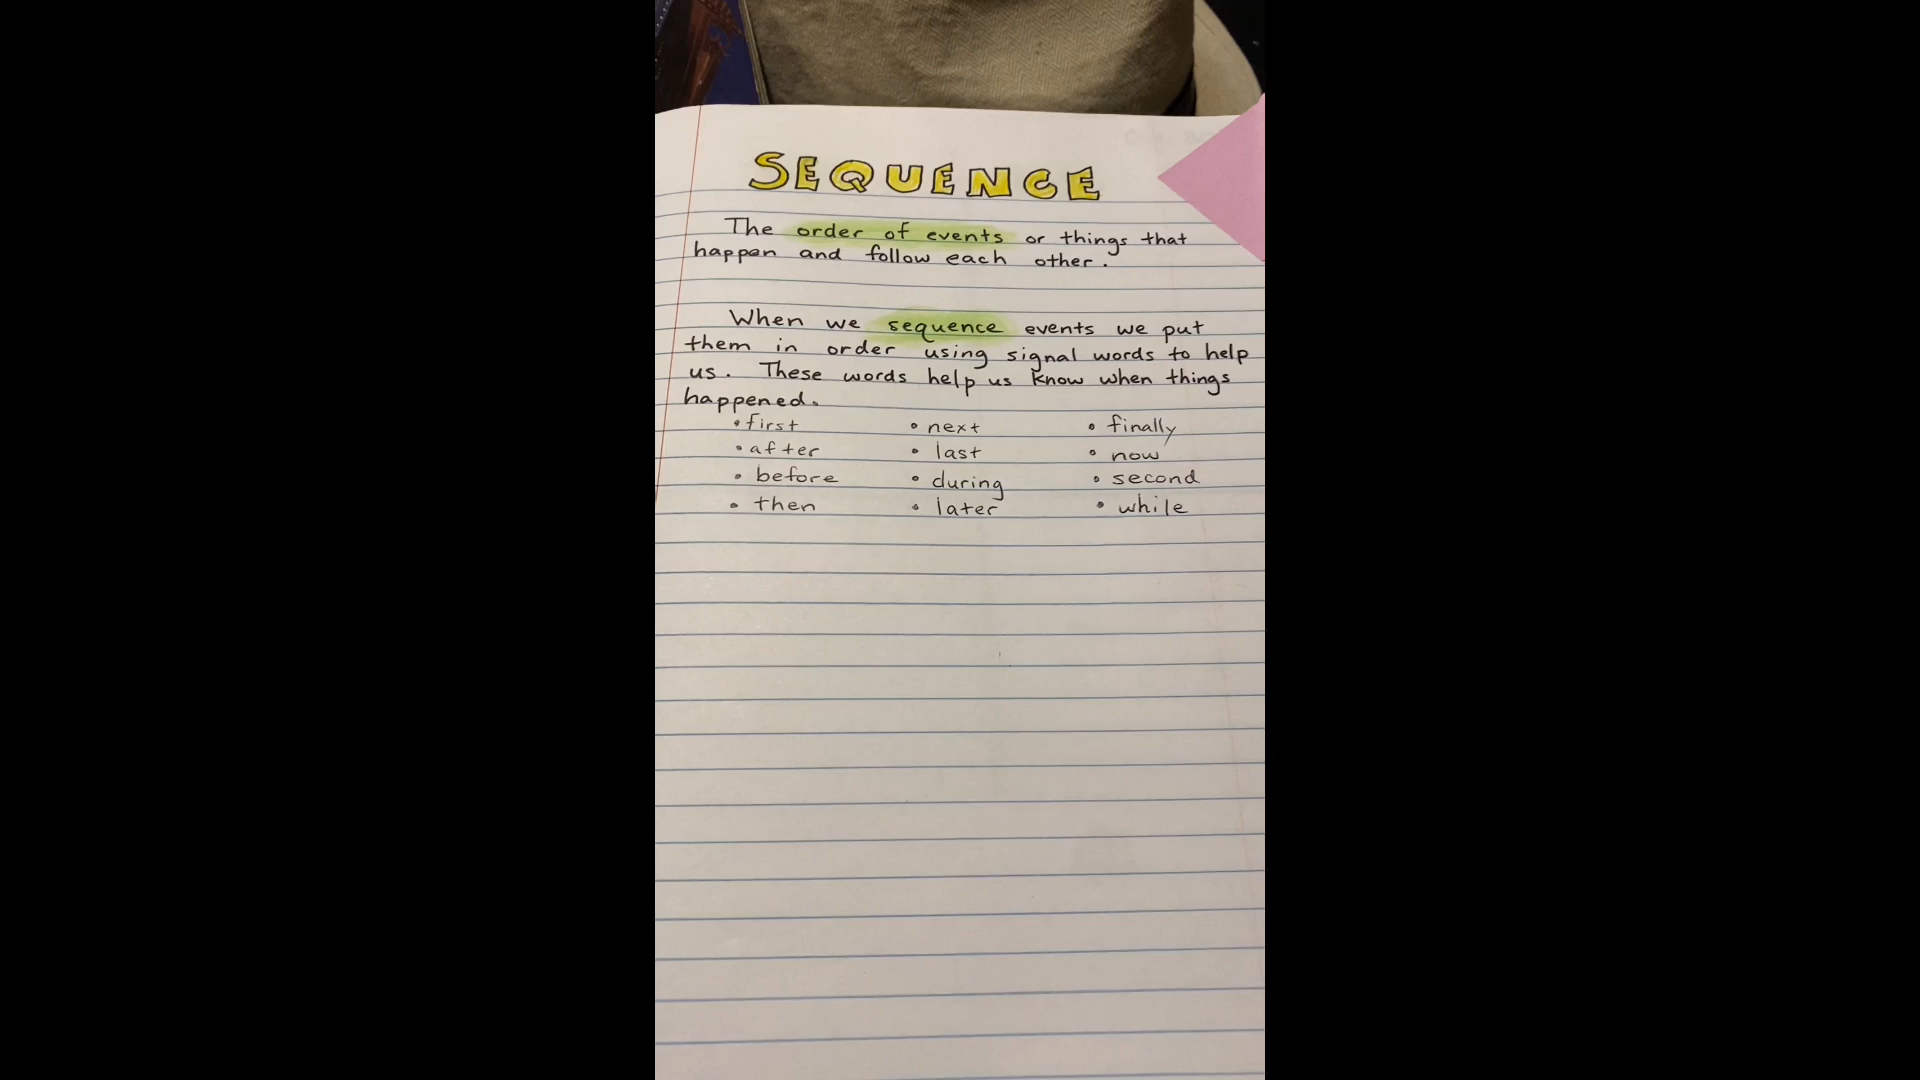 SEQUENCE
The order of events or things that
happen and follow each other.
When we sequence events we put
them in order using signal words to help
us. These words help us know when things
happened.
• first • next • finally
• after • last • now
• before • during • second
• then • later • while